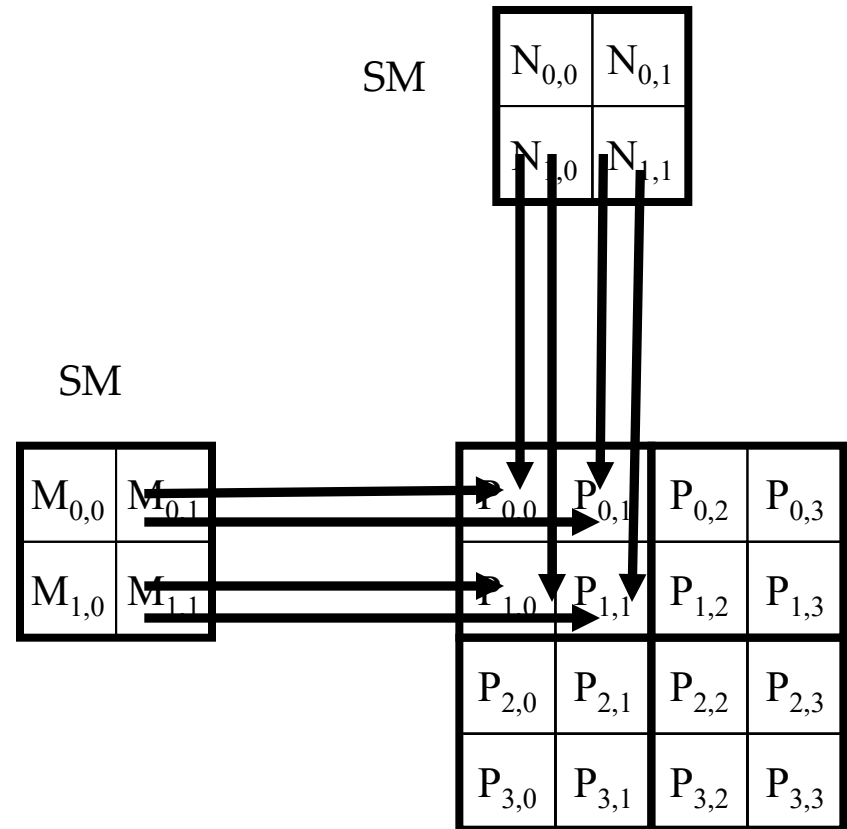 SM
N0,0 N0,1
N1,0 N1,1
SM
M0,0 M0,1 P0,0 P0,1 P0,2 P0,3
M1,0 M1,1 P1,0 P1,1 P1,2 P1,3
P2,0 P2,1 P2,2 P2,3
P3,0 P3,1 P3,2 P3,3